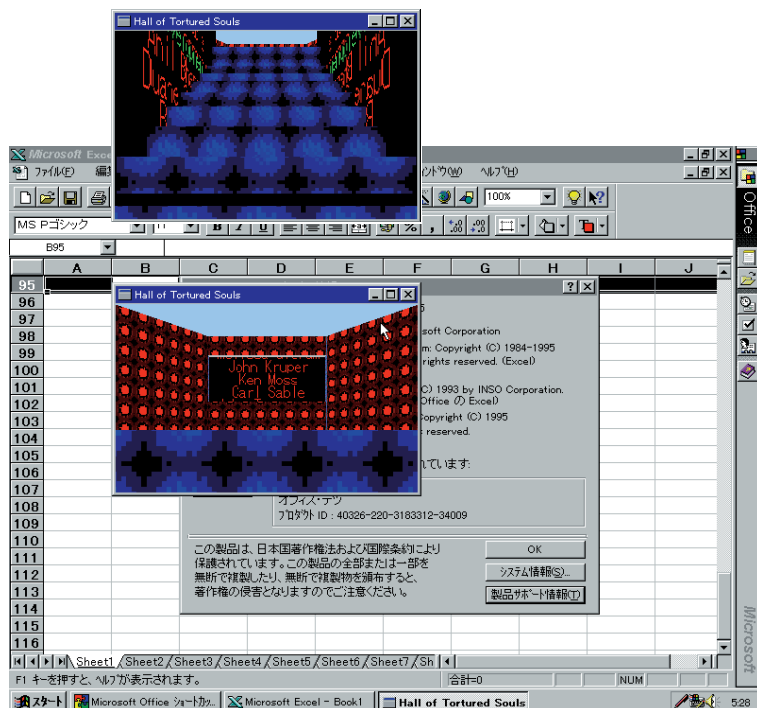 Hall of Tortured Souls
Microsoft Exce
ファイル(F)
ウィンドウ(W) ヘルプ(H)
Office
100%
MS Pゴシック
11
B I U
% ,
B95
A B C D E F G H I J
95
96
97
98
99
100
101
102
103
104
105
106
107
108
109
110
111
112
113
114
115
116
Hall of Tortured Souls
John Kruper
Ken Moss
Carl Sable
soft Corporation
m: Copyright (C) 1984-1995
rights reserved. (Excel)
C) 1993 by INSO Corporation.
Office の Excel)
opyright (C) 1995
reserved.
れています:
オフィス・テツ
プロダクト ID : 40326-220-3183312-34009
この製品は、日本国著作権法および国際条約により
保護されています。この製品の全部または一部を
無断で複製したり、無断で複製物を頒布すると、
著作権の侵害となりますのでご注意ください。
OK
システム情報(S)...
製品サポート情報(T)
Microsoft
Sheet1 Sheet2 Sheet3 Sheet4 Sheet5 Sheet6 Sheet7 Sh
F1 キーを押すと、ヘルプが表示されます。
合計=0
NUM
スタート
Microsoft Office ショートカッ...
Microsoft Excel - Book1
Hall of Tortured Souls
5:28